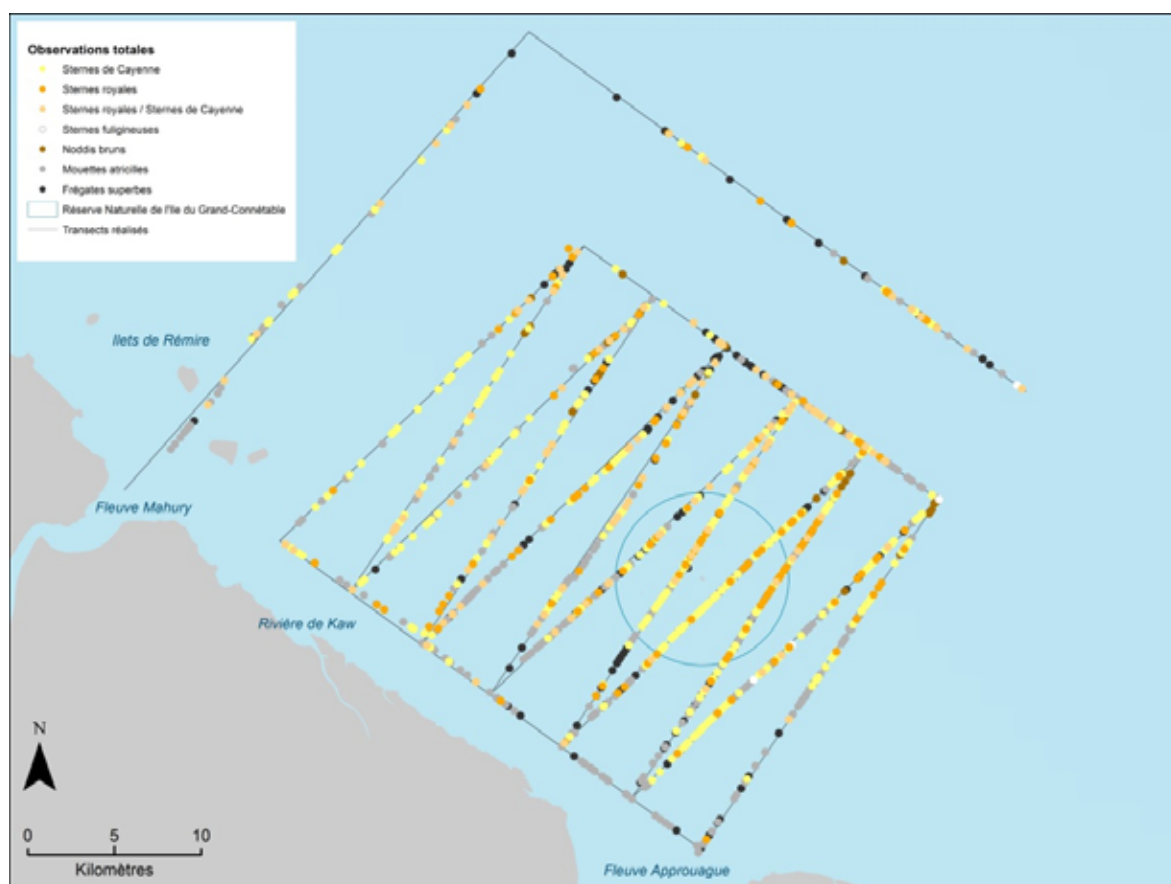 Observations totales
Sternes de Cayenne
Sternes royales
Sternes royales / Sternes de Cayenne
Sternes fuligineuses
Noddis bruns
Mouettes atricilles
Frégates superbes
Réserve Naturelle de l'Ile du Grand-Connétable
Transects réalisés
Ilets de Rémire
Fleuve Mahury
Rivière de Kaw
N
0 5 10
Kilomètres
Fleuve Approuague